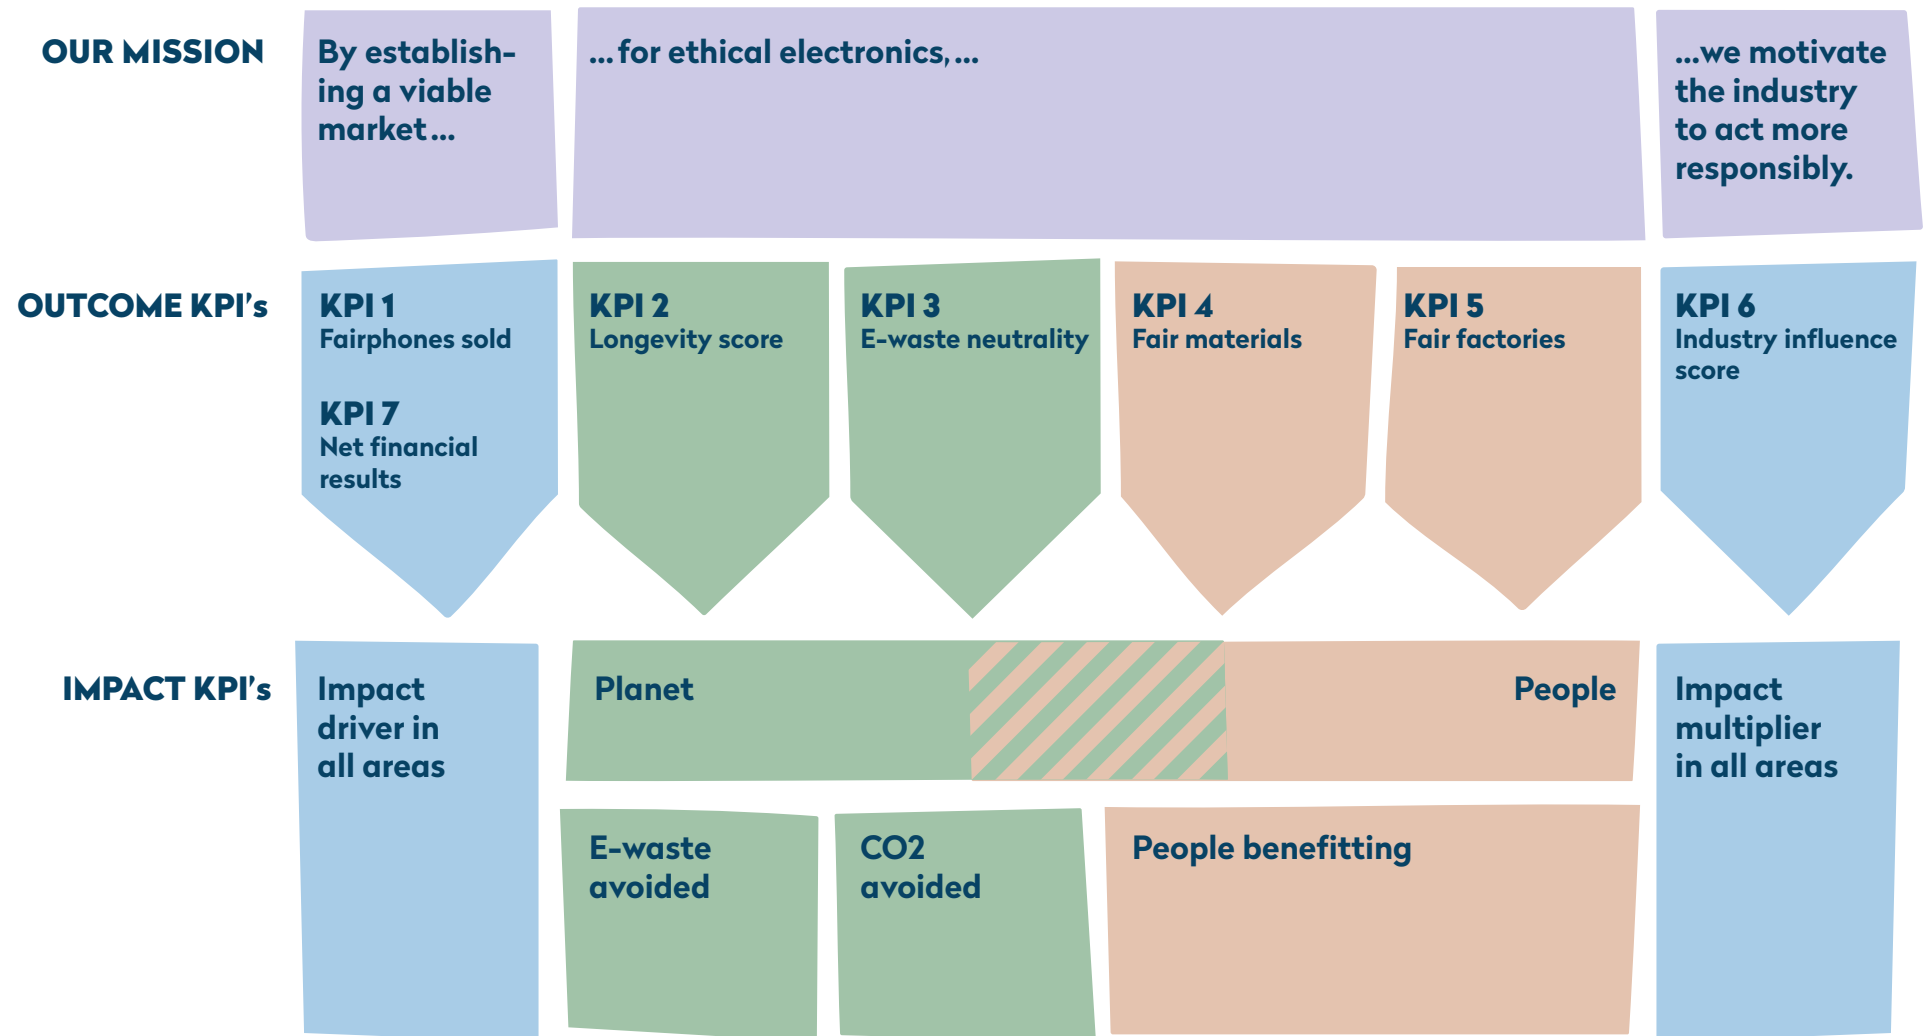 OUR MISSION
By establish-
ing a viable
market...
...for ethical electronics,...
...we motivate
the industry
to act more
responsibly.
OUTCOME KPI's
KPI 1
Fairphones sold
KPI 7
Net financial
results
KPI 2
Longevity score
KPI 3
E-waste neutrality
KPI 4
Fair materials
KPI 5
Fair factories
KPI 6
Industry influence
score
IMPACT KPI's
Impact
driver in
all areas
Planet
People
Impact
multiplier
in all areas
E-waste
avoided
CO2
avoided
People benefitting